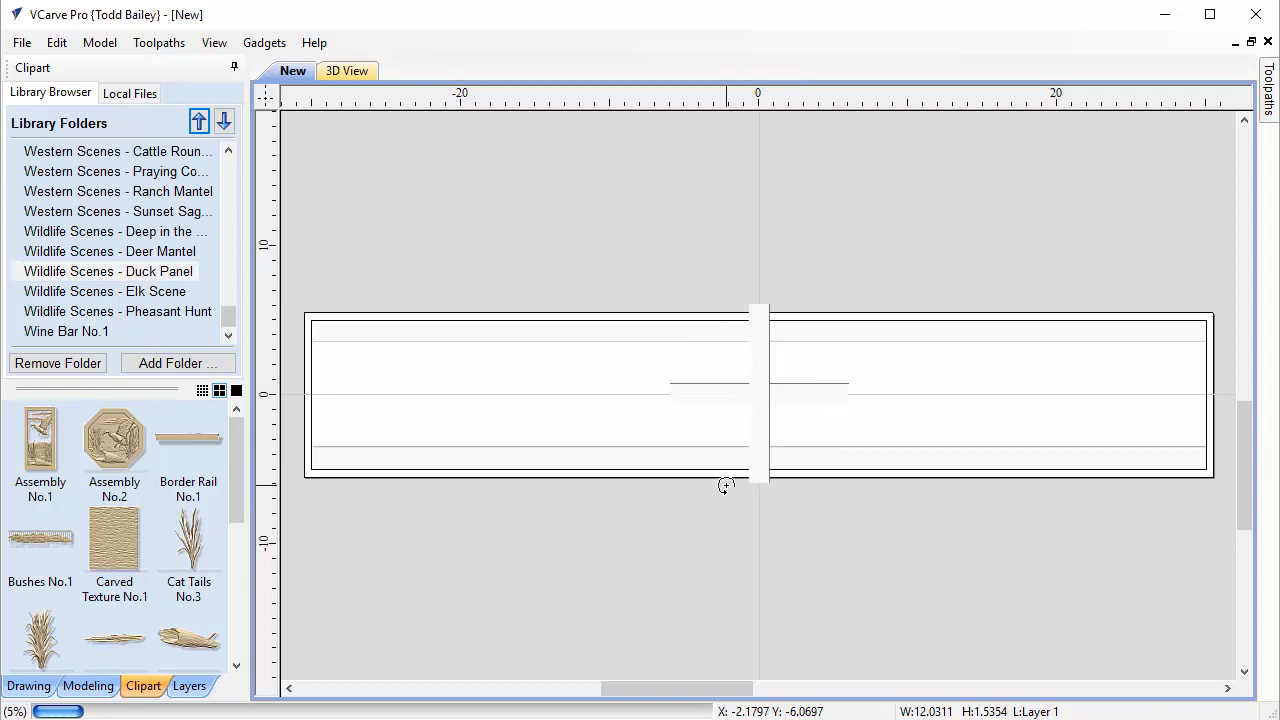 VCarve Pro {Todd Bailey} - [New]
File Edit Model Toolpaths View Gadgets Help
Clipart
Library Browser Local Files
Library Folders
Western Scenes - Cattle Roun...
Western Scenes - Praying Co...
Western Scenes - Ranch Mantel
Western Scenes - Sunset Sag...
Wildlife Scenes - Deep in the ...
Wildlife Scenes - Deer Mantel
Wildlife Scenes - Duck Panel
Wildlife Scenes - Elk Scene
Wildlife Scenes - Pheasant Hunt
Wine Bar No.1
Remove Folder Add Folder ...
Assembly No.1
Assembly No.2
Border Rail No.1
Bushes No.1
Carved Texture No.1
Cat Tails No.3
Drawing Modeling Clipart Layers
New 3D View
-20 0 20
10
0
-10
Toolpaths
(5%) X: -2.1797 Y: -6.0697 W:12.0311 H:1.5354 L:Layer 1